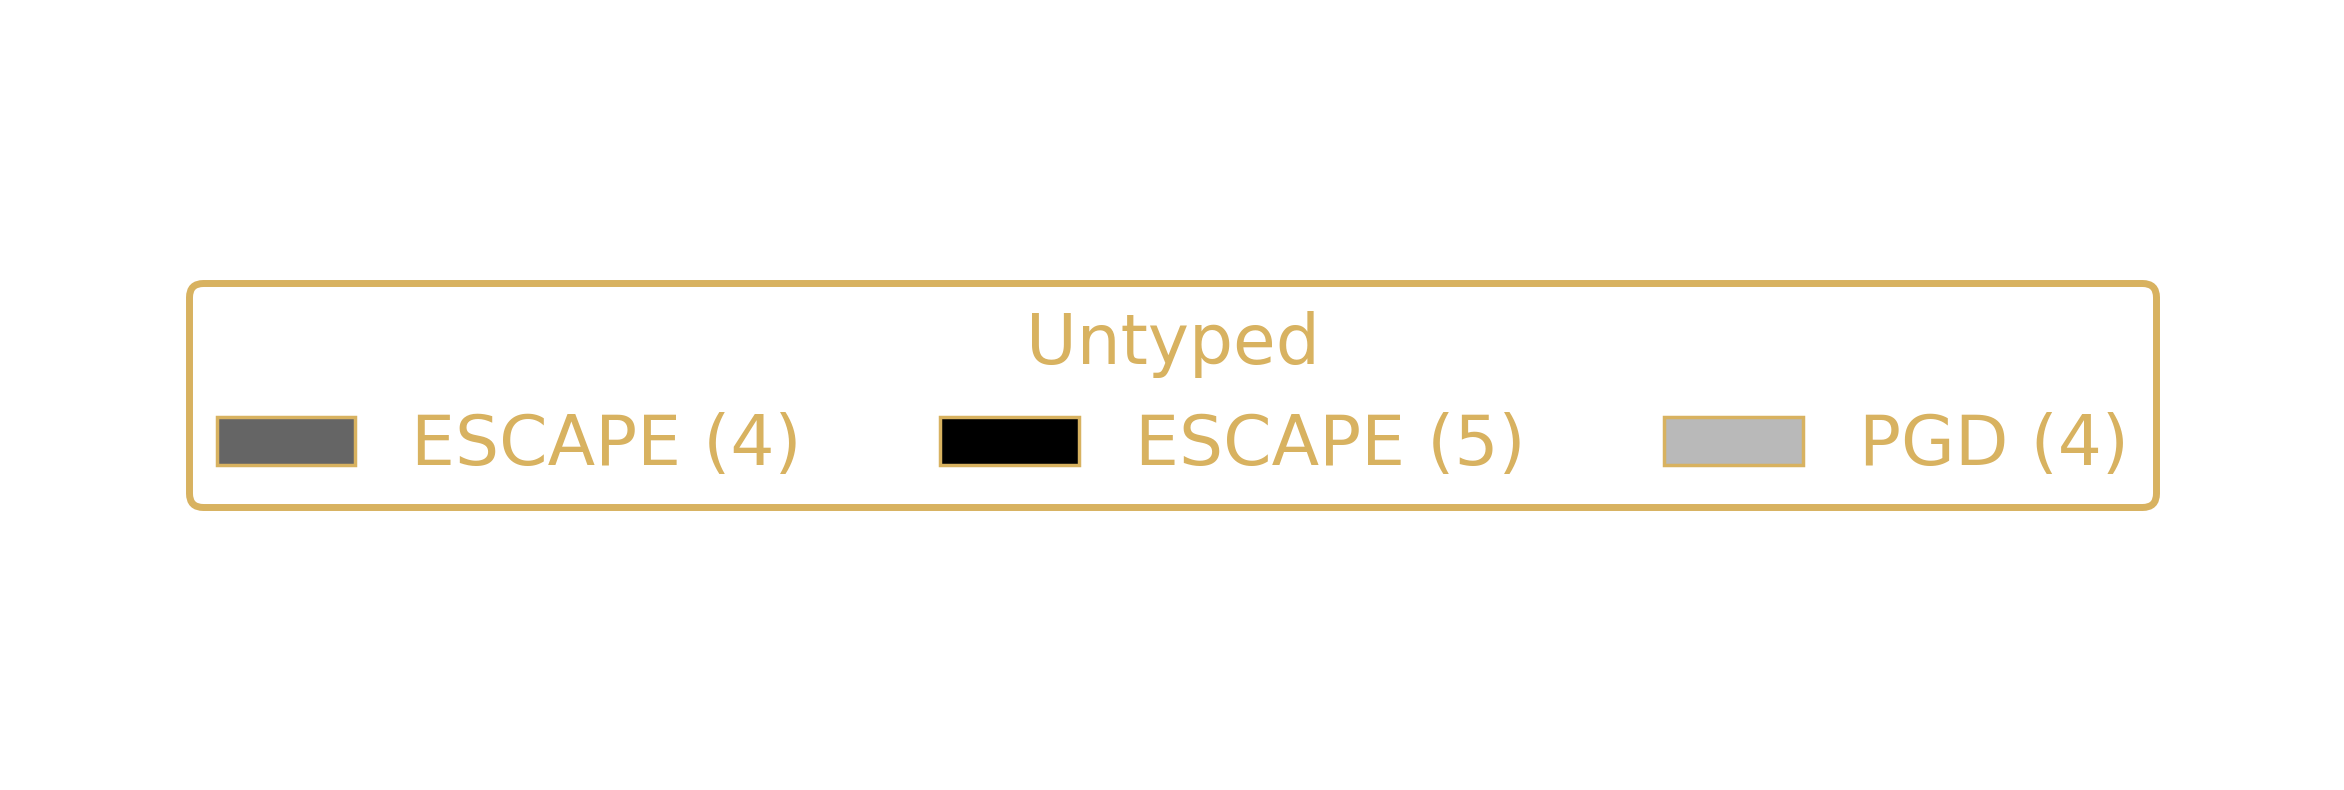 Untyped
ESCAPE (4) ESCAPE (5) PGD (4)